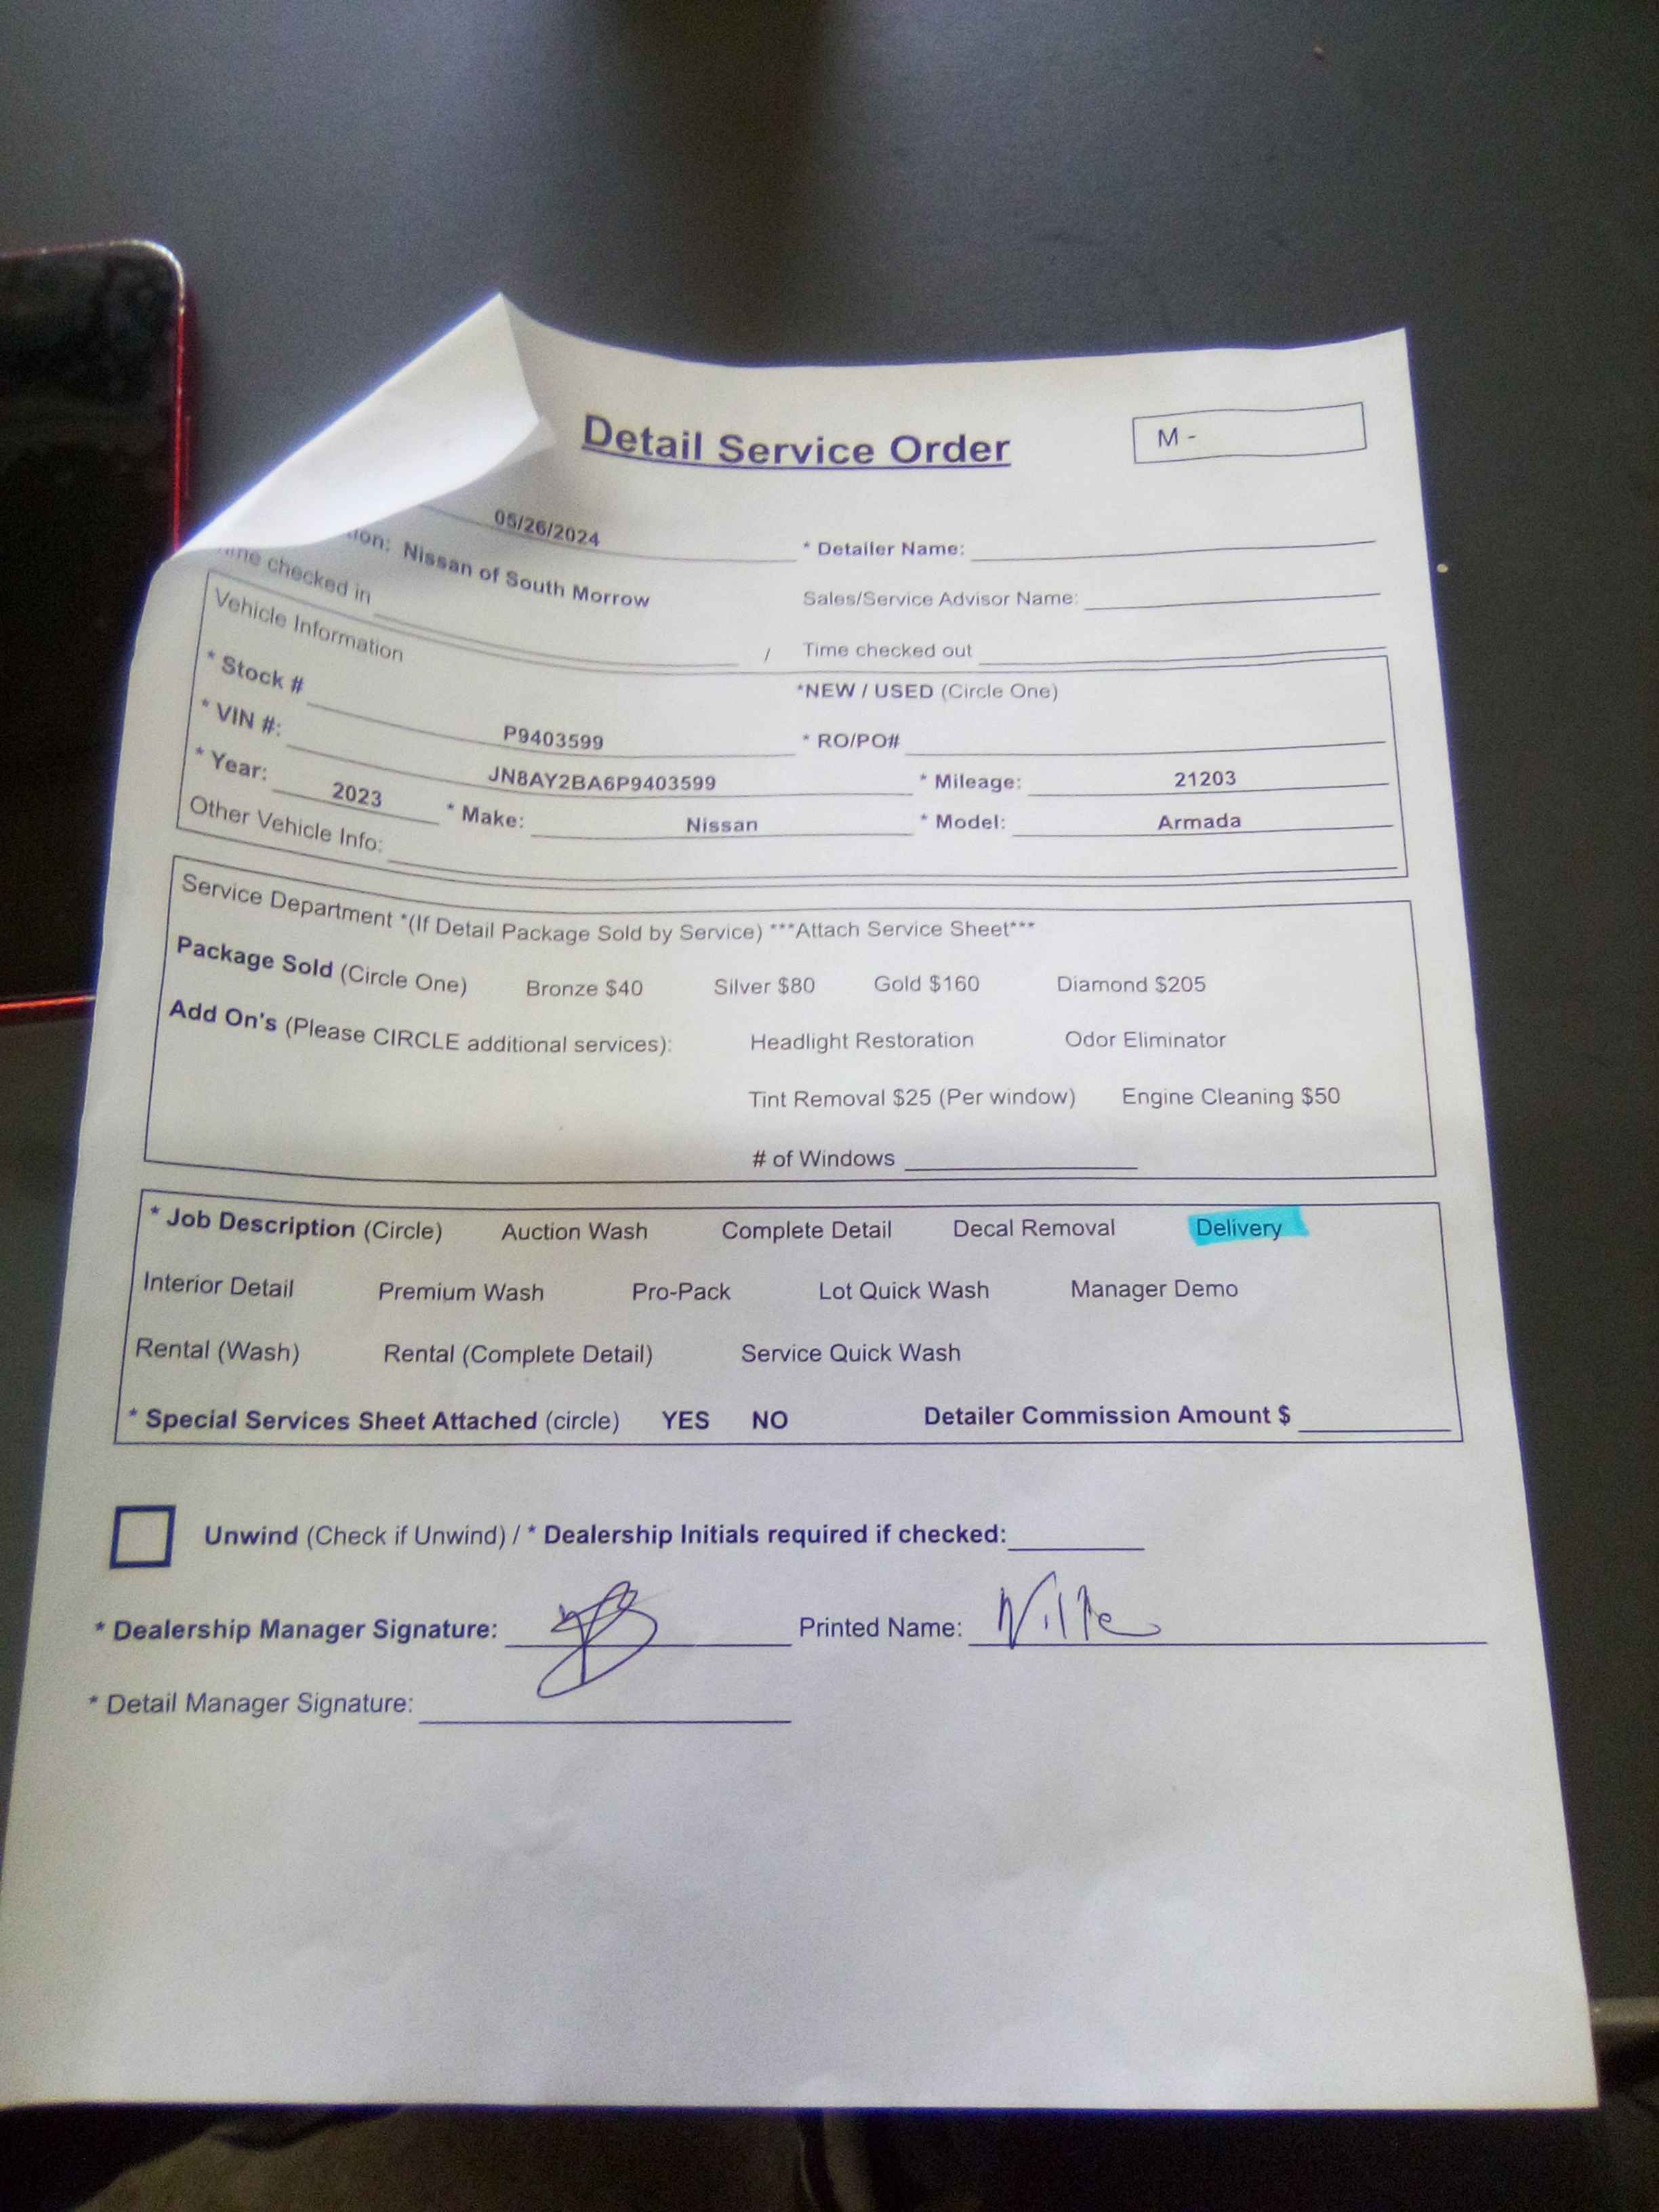 Detail Service Order
M -
05/26/2024
* Detailer Name:
Nissan of South Morrow
Sales/Service Advisor Name:
checked in
/ Time checked out
Vehicle Information
*NEW / USED (Circle One)
* Stock # P9403599
* RO/PO#
* VIN #: JN8AY2BA6P9403599
* Mileage: 21203
* Year: 2023 * Make: Nissan * Model: Armada
Other Vehicle Info:
Service Department *(If Detail Package Sold by Service) ***Attach Service Sheet***
Package Sold (Circle One) Bronze $40 Silver $80 Gold $160 Diamond $205
Add On's (Please CIRCLE additional services): Headlight Restoration Odor Eliminator
Tint Removal $25 (Per window) Engine Cleaning $50
# of Windows
* Job Description (Circle) Auction Wash Complete Detail Decal Removal Delivery
Interior Detail Premium Wash Pro-Pack Lot Quick Wash Manager Demo
Rental (Wash) Rental (Complete Detail) Service Quick Wash
* Special Services Sheet Attached (circle) YES NO Detailer Commission Amount $
Unwind (Check if Unwind) / * Dealership Initials required if checked:
* Dealership Manager Signature: Printed Name:
* Detail Manager Signature: